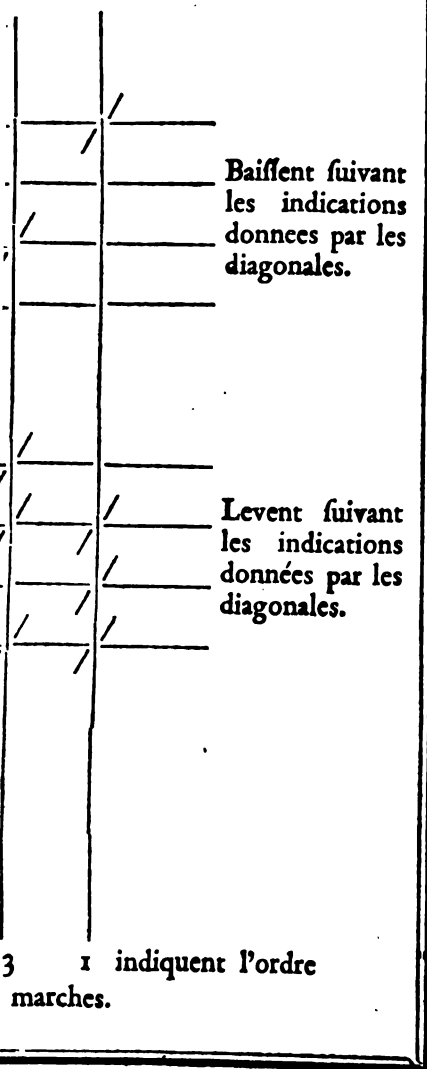 Baiſſent ſuivant
les indications
donnees par les
diagonales.
Levent ſuivant
les indications
données par les
diagonales.
3 1 indiquent l'ordre
marches.